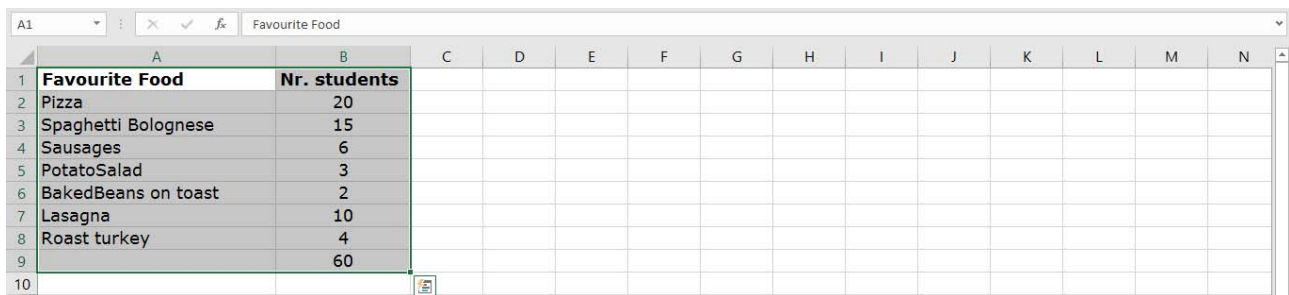 A1 fx Favourite Food
A B C D E F G H I J K L M N
1 Favourite Food Nr. students
2 Pizza 20
3 Spaghetti Bolognese 15
4 Sausages 6
5 PotatoSalad 3
6 BakedBeans on toast 2
7 Lasagna 10
8 Roast turkey 4
9 60
10